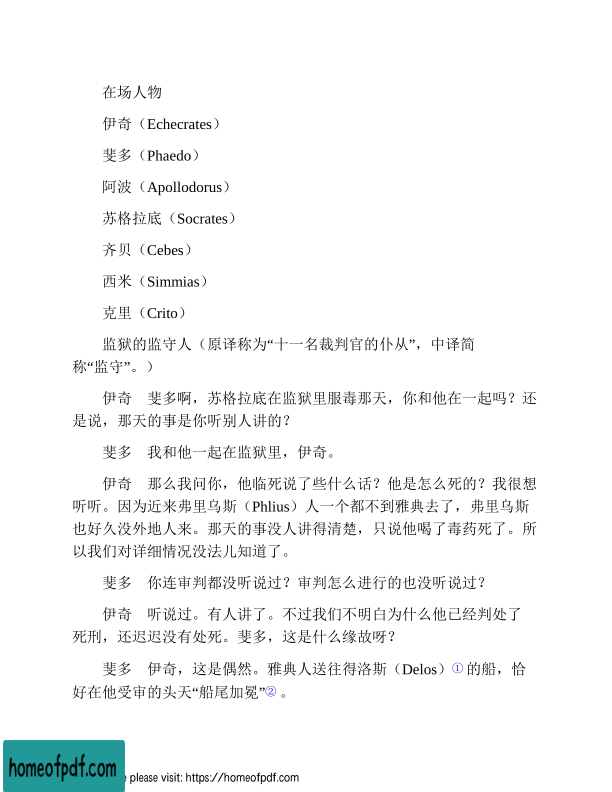 在场人物
伊奇（Echecrates）
斐多（Phaedo）
阿波（Apollodorus）
苏格拉底（Socrates）
齐贝（Cebes）
西米（Simmias）
克里（Crito）
监狱的监守人（原译称为“十一名裁判官的仆从”，中译简
称“监守”。）
伊奇　斐多啊，苏格拉底在监狱里服毒那天，你和他在一起吗？还
是说，那天的事是你听别人讲的？
斐多　我和他一起在监狱里，伊奇。
伊奇　那么我问你，他临死说了些什么话？他是怎么死的？我很想
听听。因为近来弗里乌斯（Phlius）人一个都不到雅典去了，弗里乌斯
也好久没外地人来。那天的事没人讲得清楚，只说他喝了毒药死了。所
以我们对详细情况没法儿知道了。
斐多　你连审判都没听说过？审判怎么进行的也没听说过？
伊奇　听说过。有人讲了。不过我们不明白为什么他已经判处了
死刑，还迟迟没有处死。斐多，这是什么缘故呀？
斐多　伊奇，这是偶然。雅典人送往得洛斯（Delos）① 的船，恰
好在他受审的头天“船尾加冕”② 。
homeofpdf.com
please visit: https://homeofpdf.com